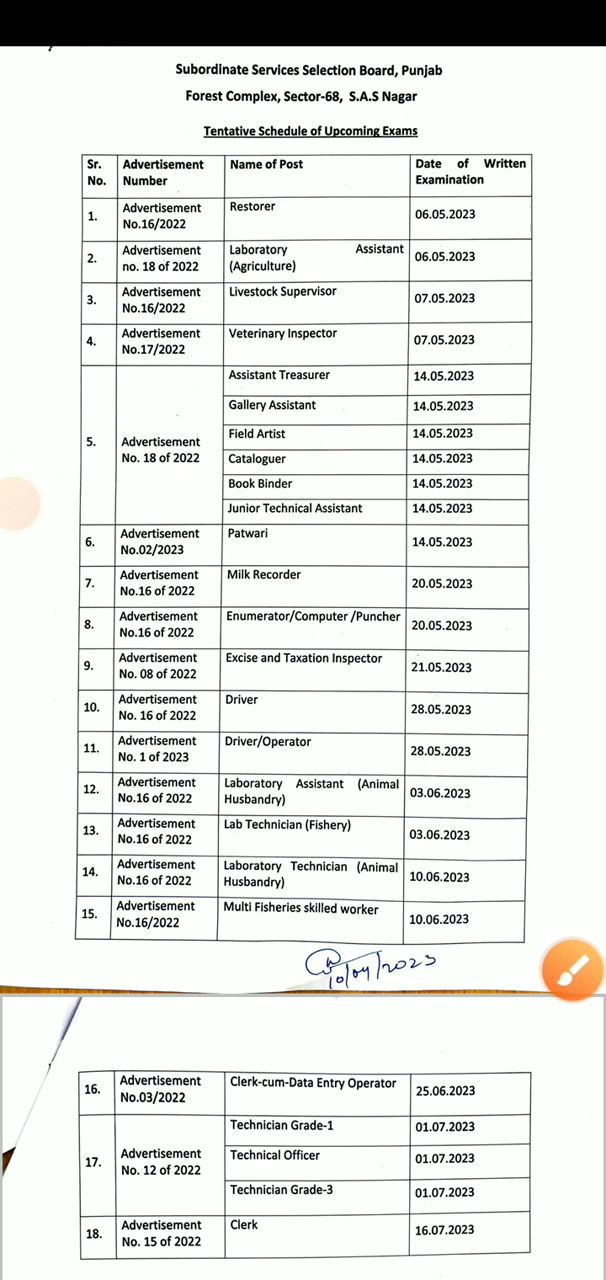 Subordinate Services Selection Board, Punjab
Forest Complex, Sector-68, S.A.S Nagar
Tentative Schedule of Upcoming Exams
Sr. No. Advertisement Number Name of Post Date of Written Examination
1. Advertisement No.16/2022 Restorer 06.05.2023
2. Advertisement no. 18 of 2022 Laboratory Assistant (Agriculture) 06.05.2023
3. Advertisement No.16/2022 Livestock Supervisor 07.05.2023
4. Advertisement No.17/2022 Veterinary Inspector 07.05.2023
5. Advertisement No. 18 of 2022 Assistant Treasurer 14.05.2023
Gallery Assistant 14.05.2023
Field Artist 14.05.2023
Cataloguer 14.05.2023
Book Binder 14.05.2023
Junior Technical Assistant 14.05.2023
6. Advertisement No.02/2023 Patwari 14.05.2023
7. Advertisement No.16 of 2022 Milk Recorder 20.05.2023
8. Advertisement No.16 of 2022 Enumerator/Computer /Puncher 20.05.2023
9. Advertisement No. 08 of 2022 Excise and Taxation Inspector 21.05.2023
10. Advertisement No. 16 of 2022 Driver 28.05.2023
11. Advertisement No. 1 of 2023 Driver/Operator 28.05.2023
12. Advertisement No.16 of 2022 Laboratory Assistant (Animal Husbandry) 03.06.2023
13. Advertisement No.16 of 2022 Lab Technician (Fishery) 03.06.2023
14. Advertisement No.16 of 2022 Laboratory Technician (Animal Husbandry) 10.06.2023
15. Advertisement No.16/2022 Multi Fisheries skilled worker 10.06.2023
10/04/2023
16. Advertisement No.03/2022 Clerk-cum-Data Entry Operator 25.06.2023
17. Advertisement No. 12 of 2022 Technician Grade-1 01.07.2023
Technical Officer 01.07.2023
Technician Grade-3 01.07.2023
18. Advertisement No. 15 of 2022 Clerk 16.07.2023